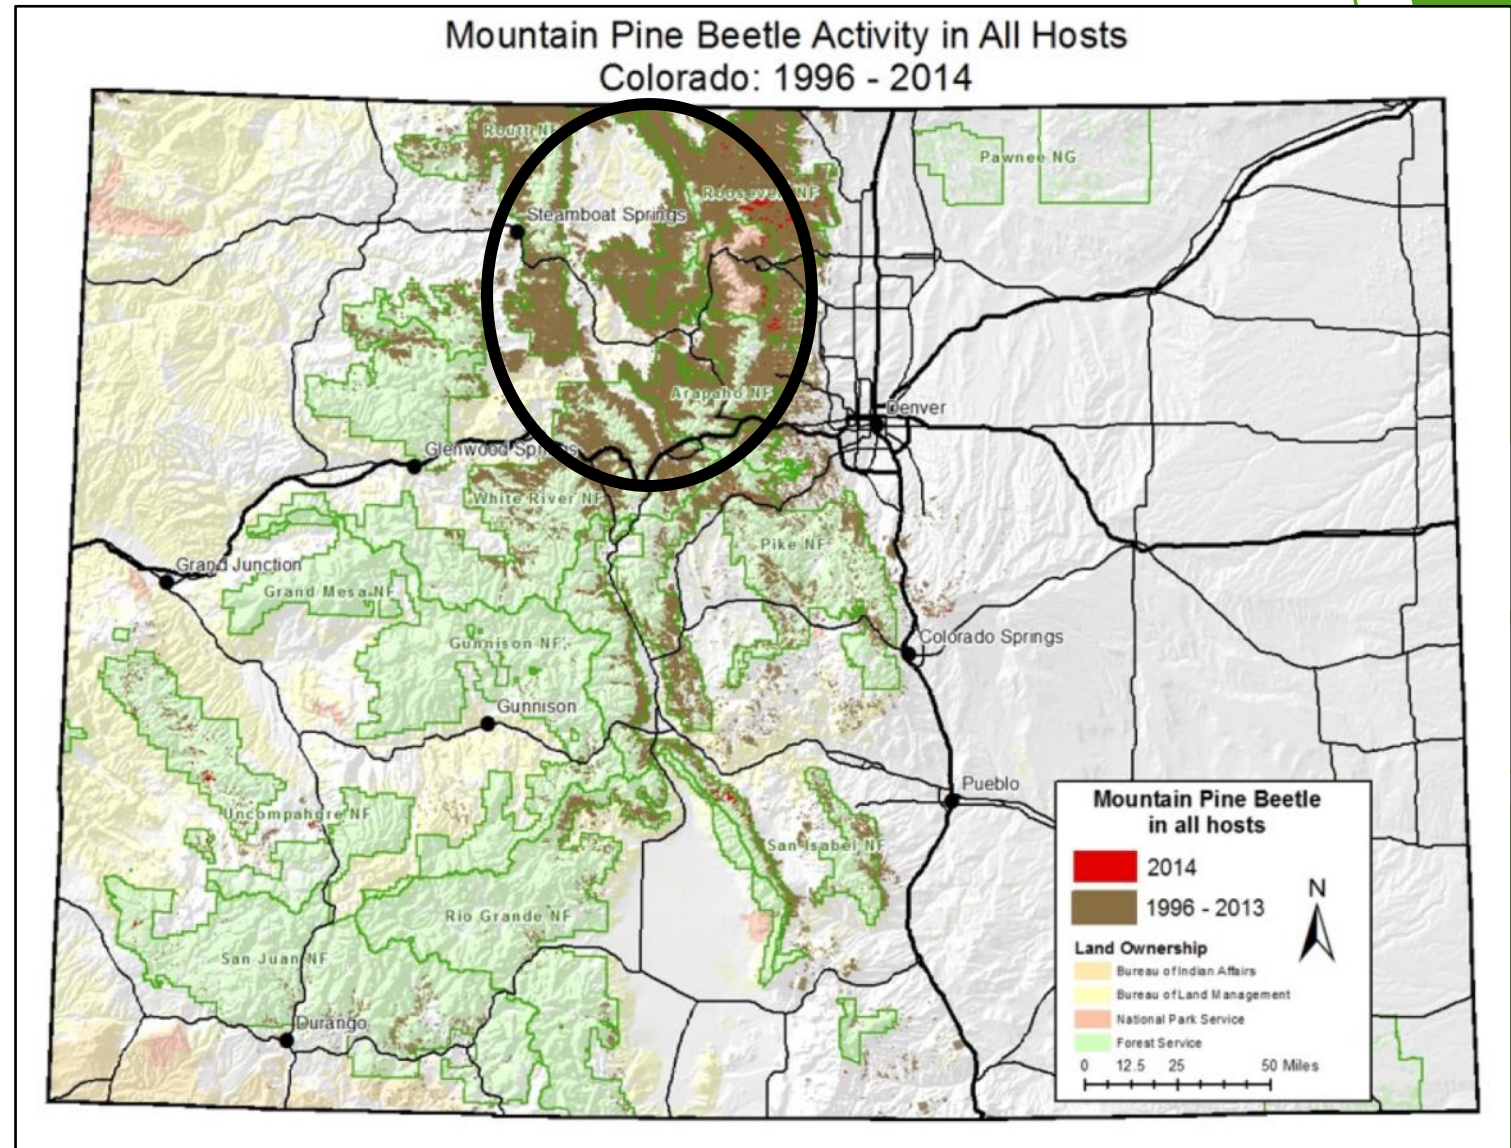 Mountain Pine Beetle Activity in All Hosts
Colorado: 1996 - 2014
Routt NF
Pawnee NG
Roosevelt NF
Steamboat Springs
Arapaho NF
Denver
Glenwood Springs
White River NF
Pike NF
Grand Junction
Grand Mesa NF
Colorado Springs
Gunnison NF
Gunnison
Pueblo
Uncompahgre NF
San Isabel NF
Rio Grande NF
San Juan NF
Durango
Mountain Pine Beetle
in all hosts
2014
1996 - 2013
N
Land Ownership
Bureau of Indian Affairs
Bureau of Land Management
National Park Service
Forest Service
0 12.5 25 50 Miles